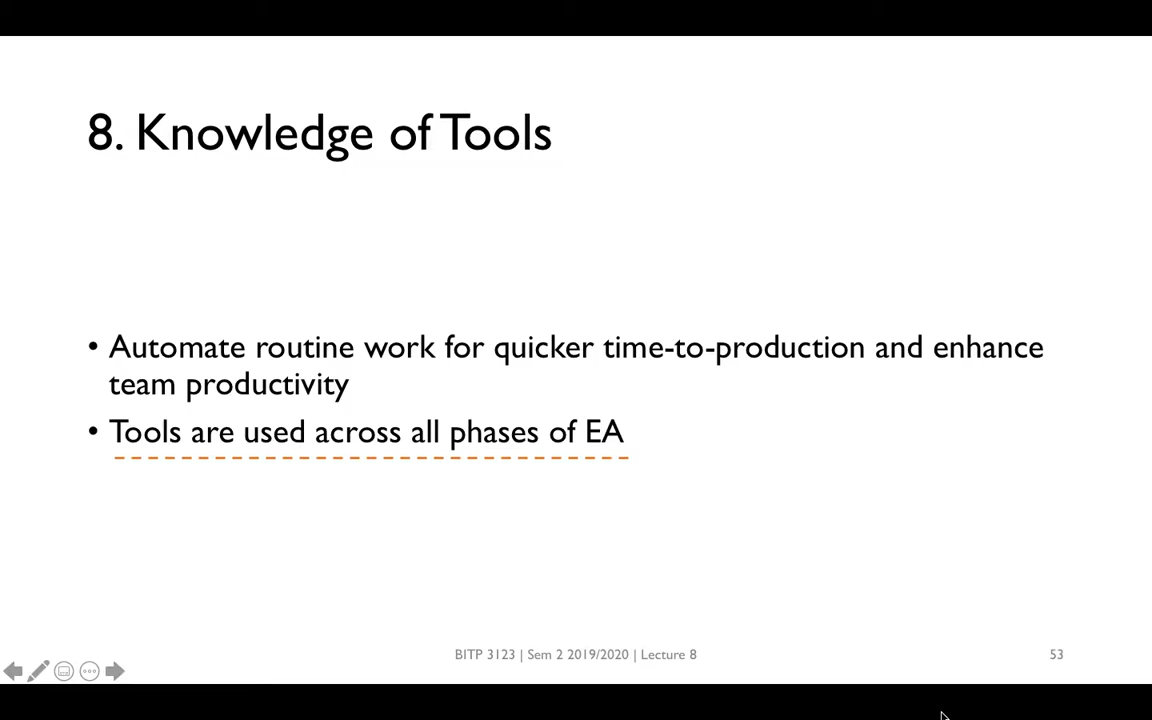 8. Knowledge of Tools
• Automate routine work for quicker time-to-production and enhance
team productivity
• Tools are used across all phases of EA
BITP 3123 | Sem 2 2019/2020 | Lecture 8
53